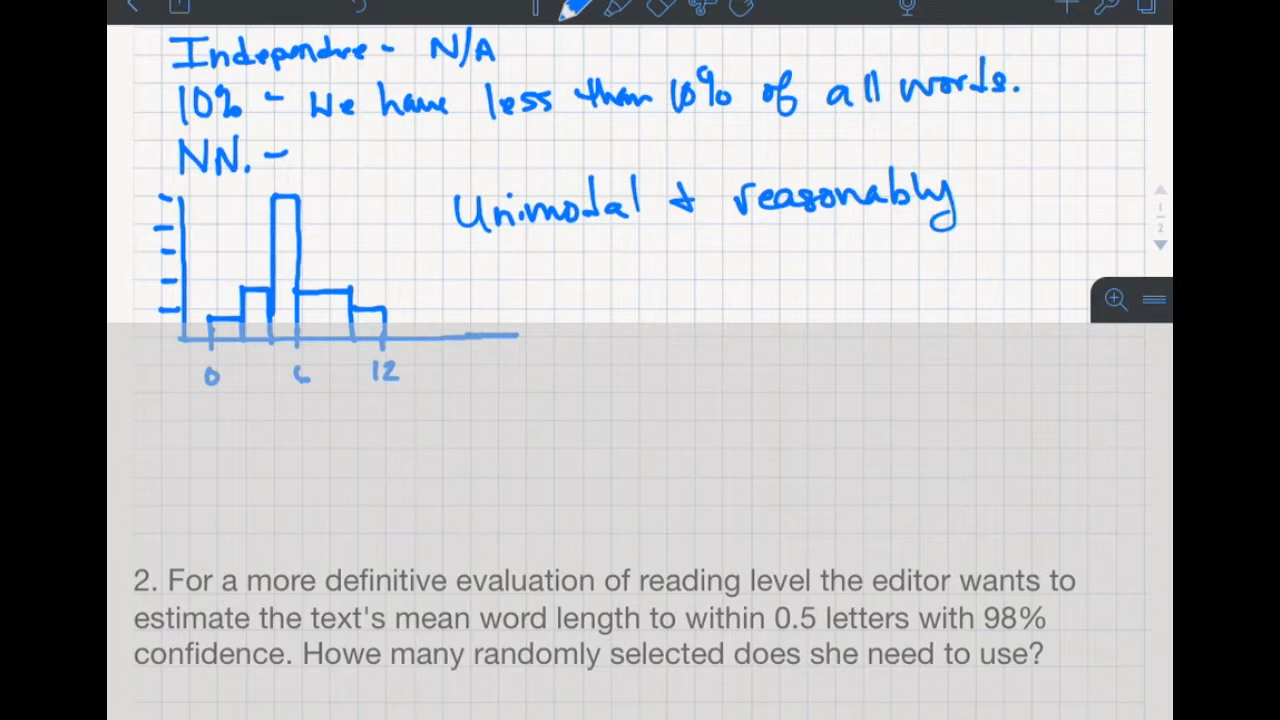 Independence - N/A
10% - We have less than 10% of all words.
NN. -
Unimodal & reasonably
0 6 12
2. For a more definitive evaluation of reading level the editor wants to
estimate the text's mean word length to within 0.5 letters with 98%
confidence. Howe many randomly selected does she need to use?
1
2